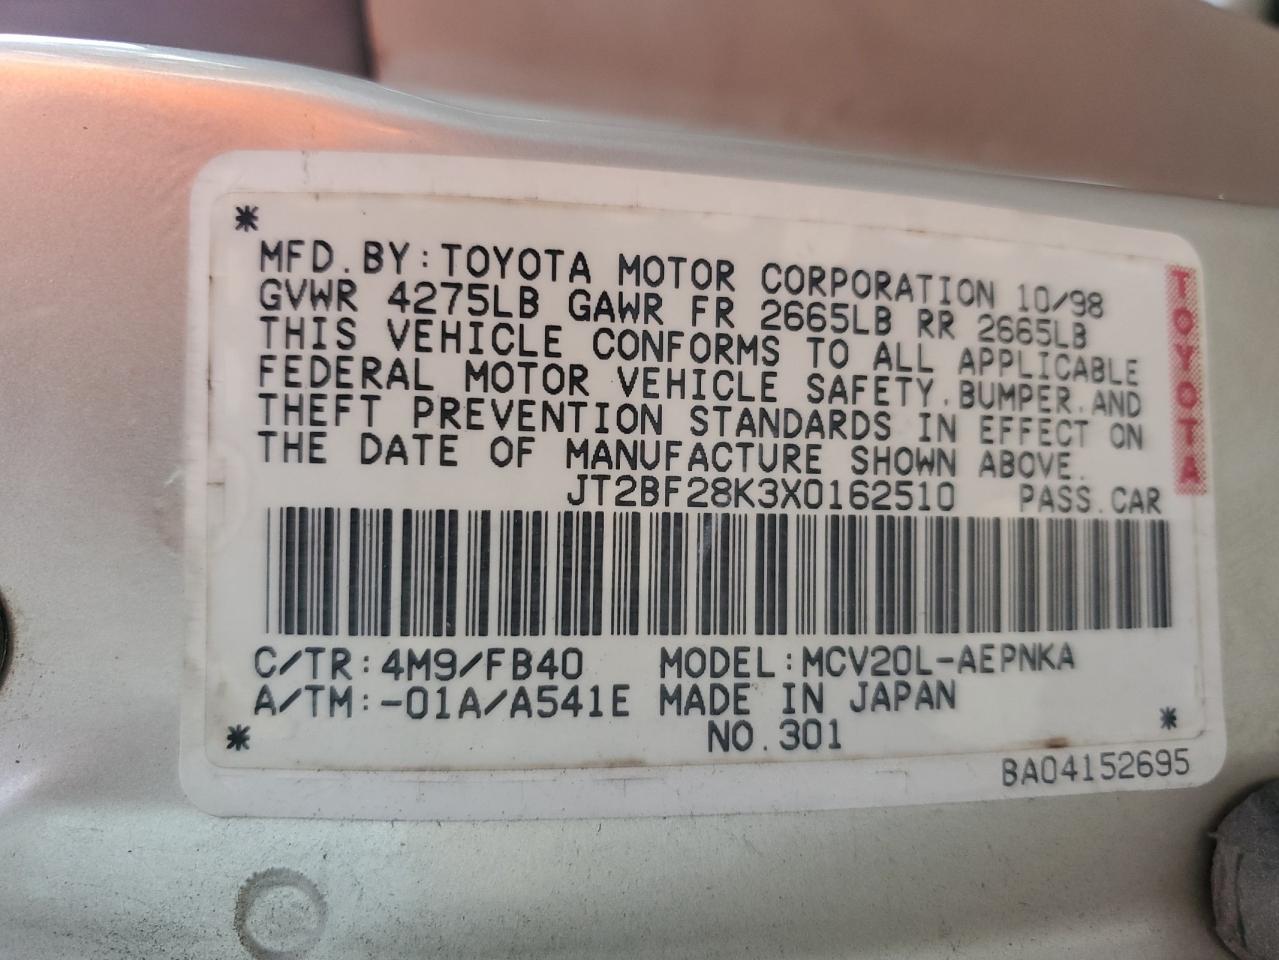 *
MFD.BY:TOYOTA MOTOR CORPORATION 10/98
GVWR 4275LB GAWR FR 2665LB RR 2665LB
THIS VEHICLE CONFORMS TO ALL APPLICABLE
FEDERAL MOTOR VEHICLE SAFETY,BUMPER,AND
THEFT PREVENTION STANDARDS IN EFFECT ON
THE DATE OF MANUFACTURE SHOWN ABOVE.
JT2BF28K3X0162510 PASS.CAR
TOYOTA
C/TR:4M9/FB40 MODEL:MCV20L-AEPNKA
A/TM:-01A/A541E MADE IN JAPAN
* NO.301 *
BA04152695